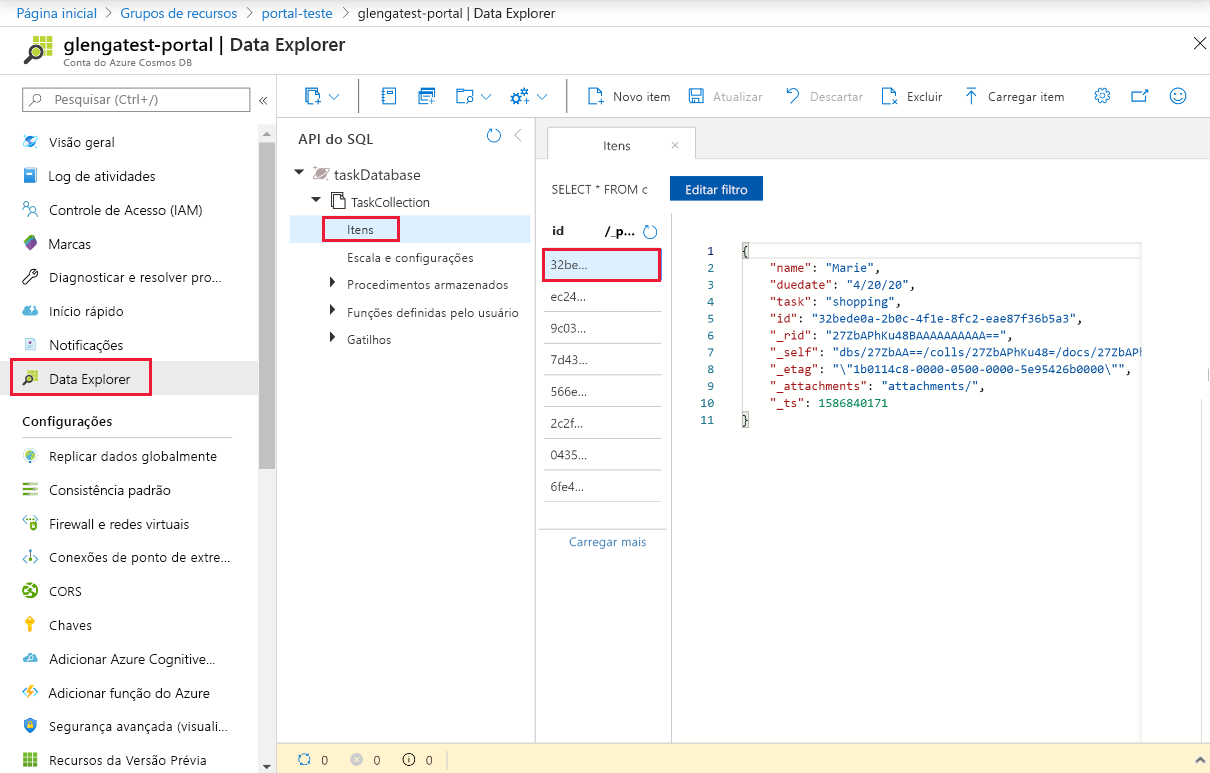 Página inicial > Grupos de recursos > portal-teste > glengatest-portal | Data Explorer
glengatest-portal | Data Explorer
Conta do Azure Cosmos DB
Pesquisar (Ctrl+/)
«
Visão geral
Log de atividades
Controle de Acesso (IAM)
Marcas
Diagnosticar e resolver pro...
Início rápido
Notificações
Data Explorer
Configurações
Replicar dados globalmente
Consistência padrão
Firewall e redes virtuais
Conexões de ponto de extre...
CORS
Chaves
Adicionar Azure Cognitive...
Adicionar função do Azure
Segurança avançada (visuali...
Recursos da Versão Prévia
Novo item
Atualizar
Descartar
Excluir
Carregar item
API do SQL
taskDatabase
TaskCollection
Itens
Escala e configurações
Procedimentos armazenados
Funções definidas pelo usuário
Gatilhos
Itens
SELECT * FROM c
Editar filtro
id /_p...
32be...
ec24...
9c03...
7d43...
566e...
2c2f...
0435...
6fe4...
Carregar mais
1 {
2 "name": "Marie",
3 "duedate": "4/20/20",
4 "task": "shopping",
5 "id": "32bede0a-2b0c-4f1e-8fc2-eae87f36b5a3",
6 "_rid": "27ZbAPhKu48BAAAAAAAAAA==",
7 "_self": "dbs/27ZbAA==/colls/27ZbAPhKu48=/docs/27ZbAPh
8 "_etag": "\"1b0114c8-0000-0500-0000-5e95426b0000\"",
9 "_attachments": "attachments/",
10 "_ts": 1586840171
11 }
0 0 0